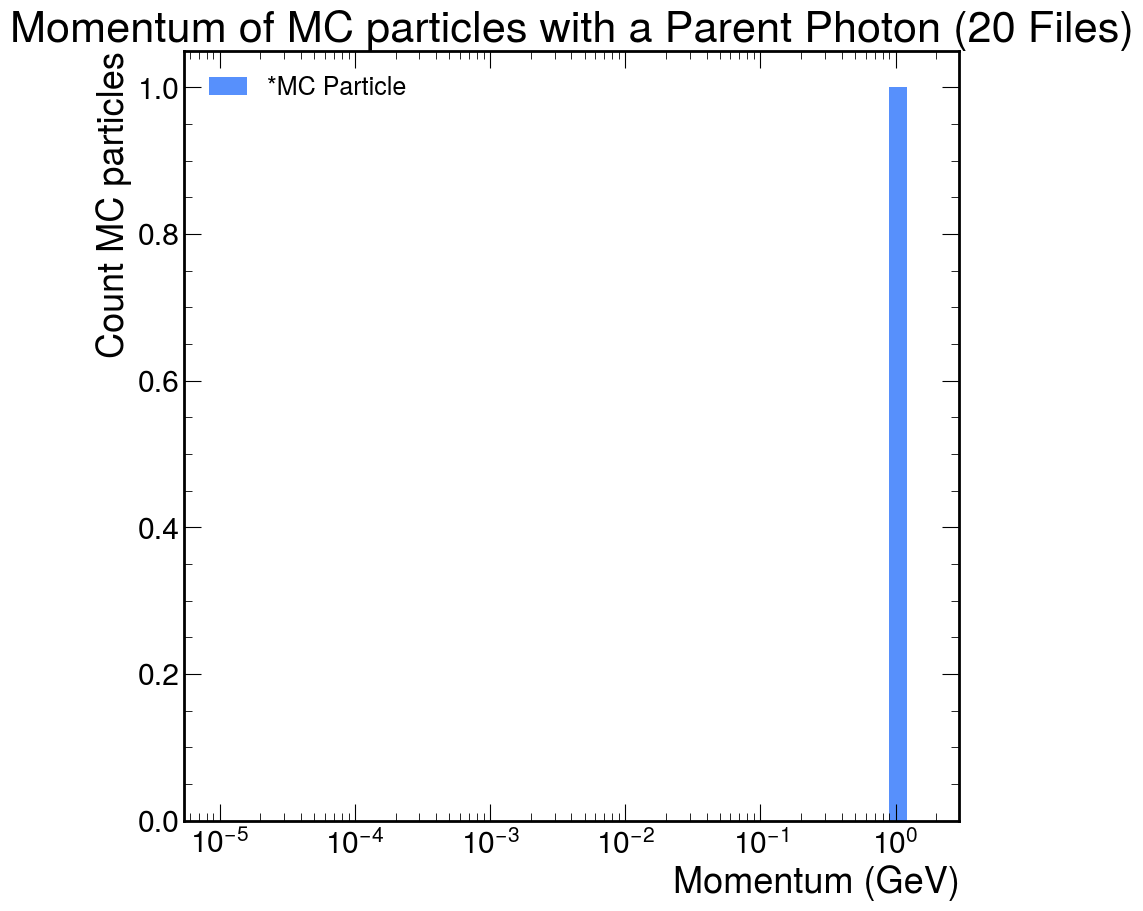 Momentum of MC particles with a Parent Photon (20 Files)
Count MC particles
*MC Particle
1.0
0.8
0.6
0.4
0.2
0.0
10⁻⁵ 10⁻⁴ 10⁻³ 10⁻² 10⁻¹ 10⁰
Momentum (GeV)